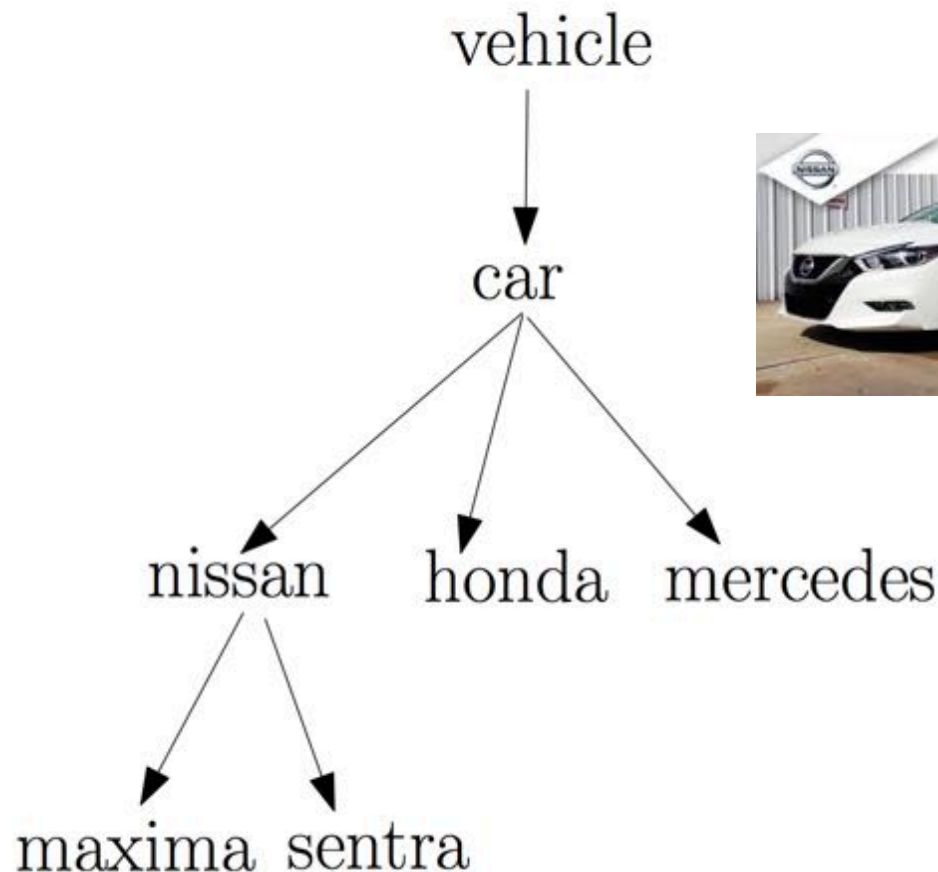 vehicle
NISSAN
car
nissan honda mercedes
maxima sentra